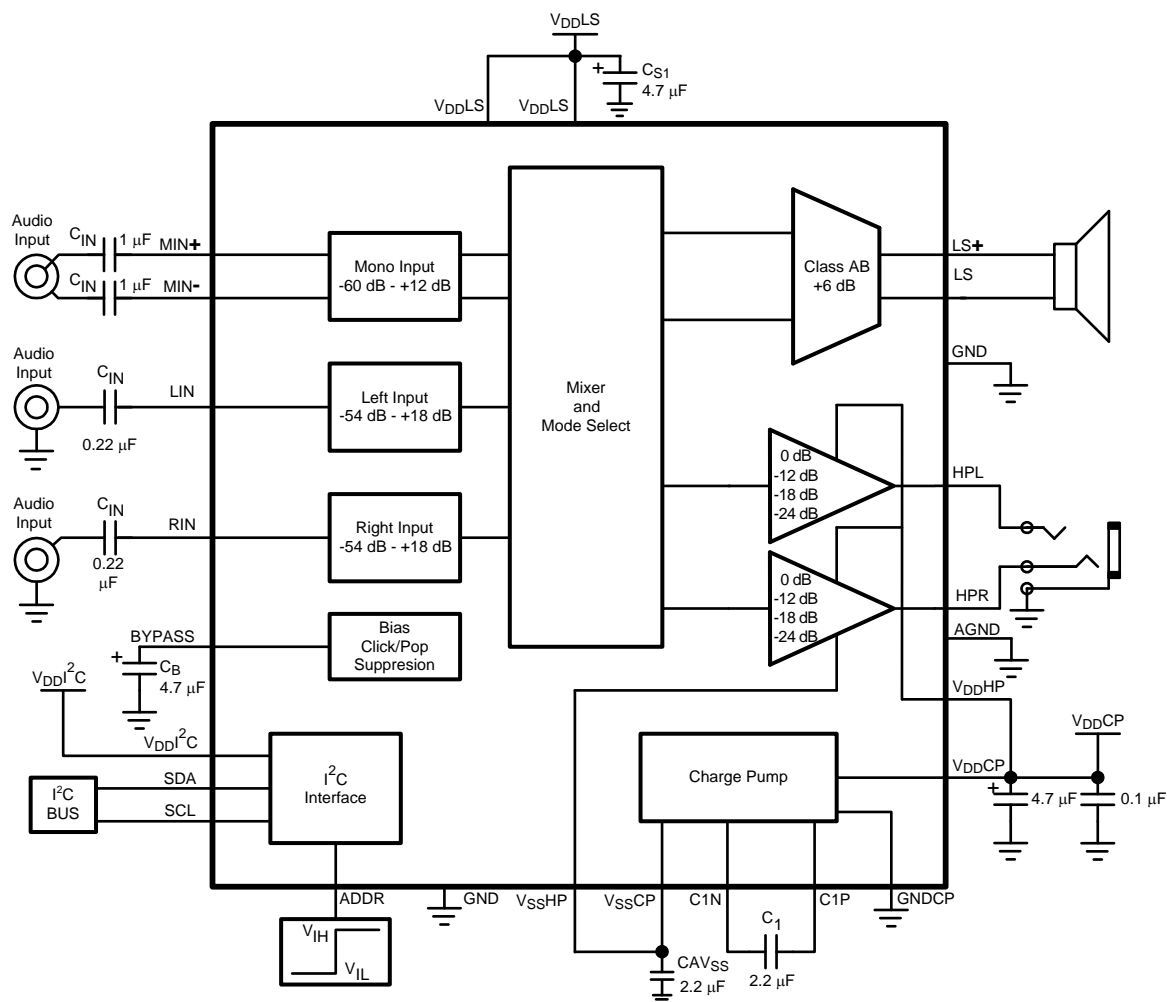 VDDLS
+
CS1
4.7 µF
VDDLS
VDDLS
Audio
Input
CIN
1 µF
MIN+
CIN
1 µF
MIN-
Mono Input
-60 dB - +12 dB
Class AB
+6 dB
LS+
LS
GND
Audio
Input
CIN
LIN
0.22 µF
Left Input
-54 dB - +18 dB
Mixer
and
Mode Select
0 dB
-12 dB
-18 dB
-24 dB
HPL
Audio
Input
CIN
RIN
0.22
µF
Right Input
-54 dB - +18 dB
0 dB
-12 dB
-18 dB
-24 dB
HPR
AGND
BYPASS
+
CB
4.7 µF
Bias
Click/Pop
Suppresion
VDDI²C
VDDI²C
VDDHP
VDDCP
VDDCP
I²C
BUS
SDA
SCL
I²C
Interface
Charge Pump
+
4.7 µF
0.1 µF
ADDR
GND
VSSHP
VSSCP
C1N
C1P
GNDCP
VIH
VIL
CAVSS
2.2 µF
C1
2.2 µF